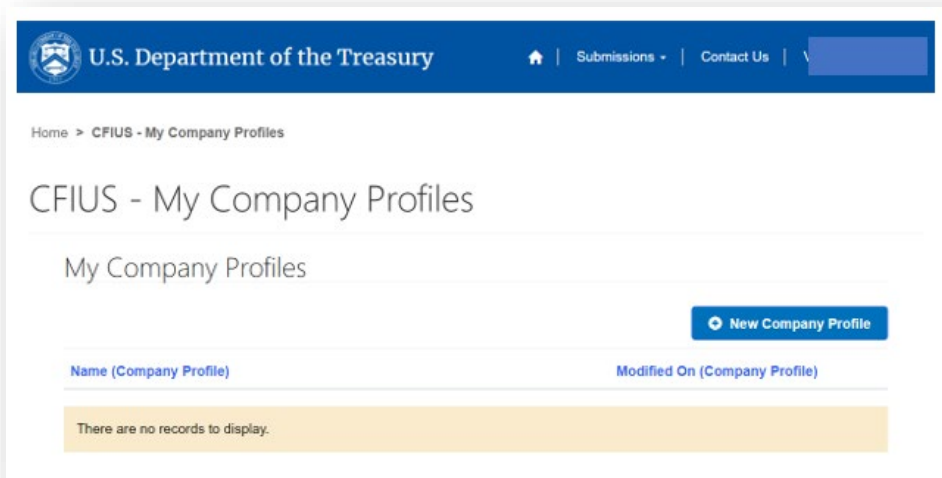 U.S. Department of the Treasury | Submissions | Contact Us |
Home > CFIUS - My Company Profiles
CFIUS - My Company Profiles
My Company Profiles
New Company Profile
Name (Company Profile) Modified On (Company Profile)
There are no records to display.